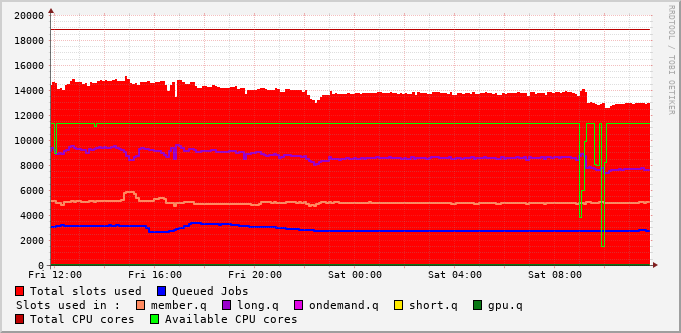 RRDTOOL / TOBI OETIKER
20000
18000
16000
14000
12000
10000
8000
6000
4000
2000
0
Fri 12:00 Fri 16:00 Fri 20:00 Sat 00:00 Sat 04:00 Sat 08:00
Total slots used Queued Jobs
Slots used in : member.q long.q ondemand.q short.q gpu.q
Total CPU cores Available CPU cores